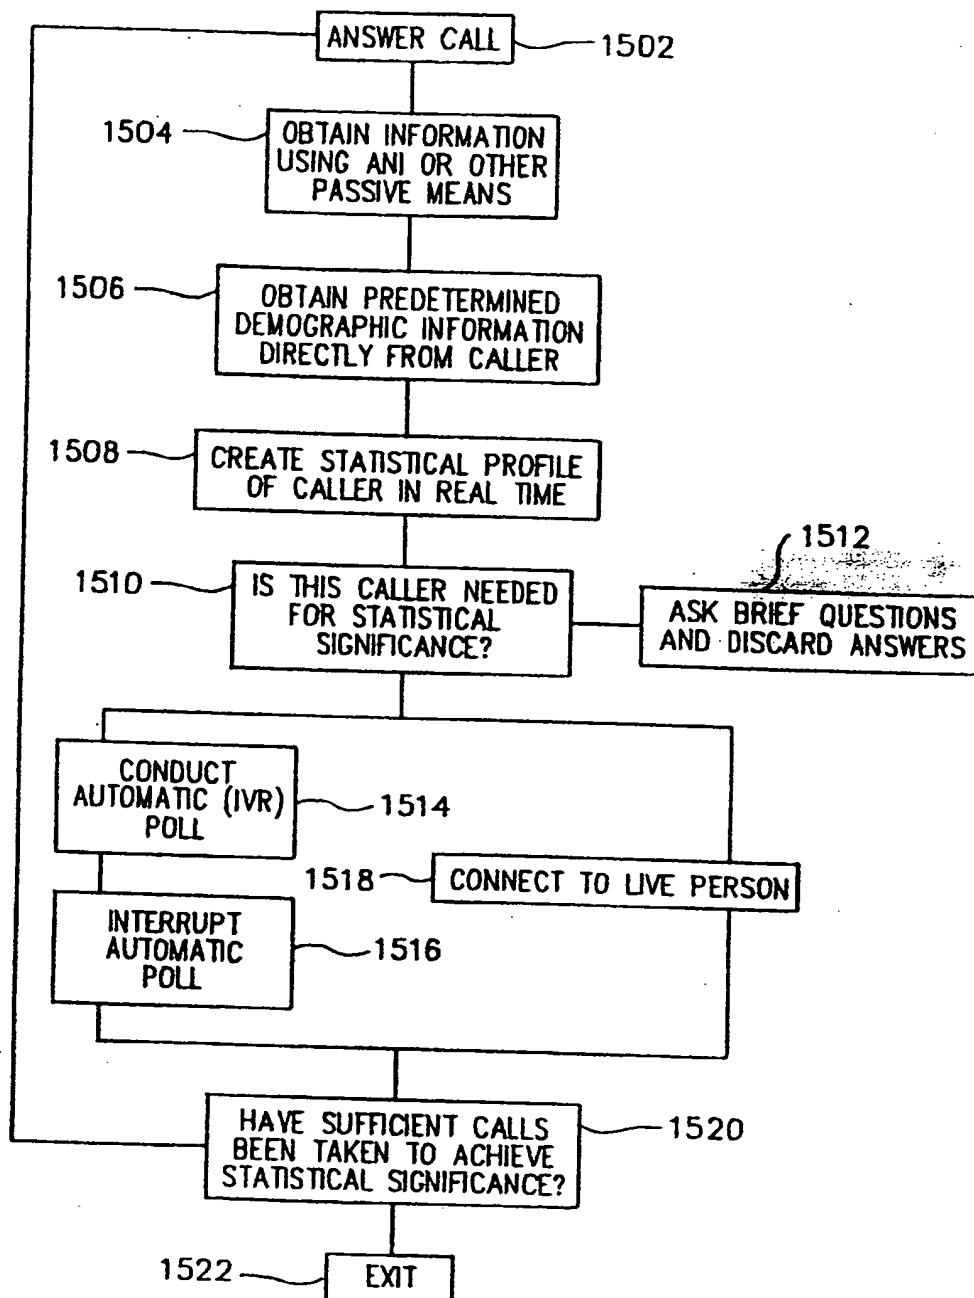 ANSWER CALL
1502
1504
OBTAIN INFORMATION
USING ANI OR OTHER
PASSIVE MEANS
1506
OBTAIN PREDETERMINED
DEMOGRAPHIC INFORMATION
DIRECTLY FROM CALLER
1508
CREATE STATISTICAL PROFILE
OF CALLER IN REAL TIME
1510
IS THIS CALLER NEEDED
FOR STATISTICAL
SIGNIFICANCE?
1512
ASK BRIEF QUESTIONS
AND DISCARD ANSWERS
CONDUCT
AUTOMATIC (IVR)
POLL
1514
1518
CONNECT TO LIVE PERSON
INTERRUPT
AUTOMATIC
POLL
1516
HAVE SUFFICIENT CALLS
BEEN TAKEN TO ACHIEVE
STATISTICAL SIGNIFICANCE?
1520
1522
EXIT